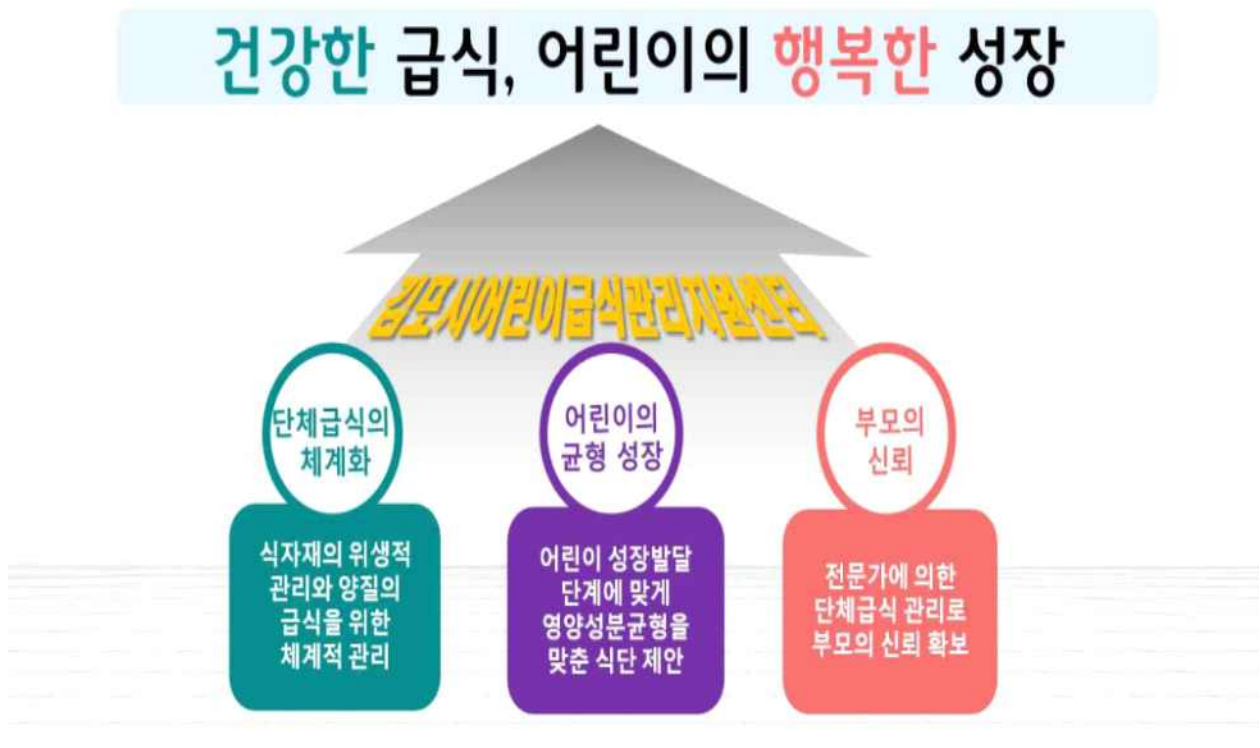 건강한 급식, 어린이의 행복한 성장
김포시어린이급식관리지원센터
단체급식의
체계화
식자재의 위생적
관리와 양질의
급식을 위한
체계적 관리
어린이의
균형 성장
어린이 성장발달
단계에 맞게
영양성분균형을
맞춘 식단 제안
부모의
신뢰
전문가에 의한
단체급식 관리로
부모의 신뢰 확보